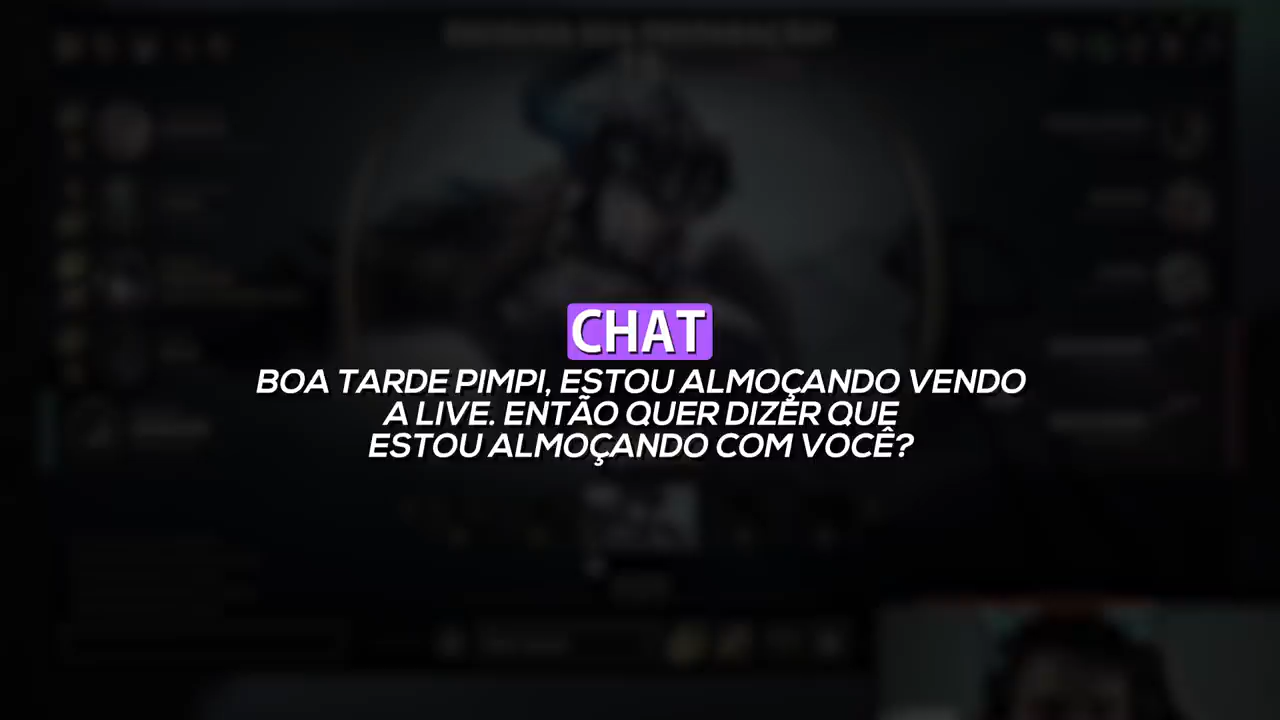 CHAT
BOA TARDE PIMPI, ESTOU ALMOÇANDO VENDO
A LIVE. ENTÃO QUER DIZER QUE
ESTOU ALMOÇANDO COM VOCÊ?